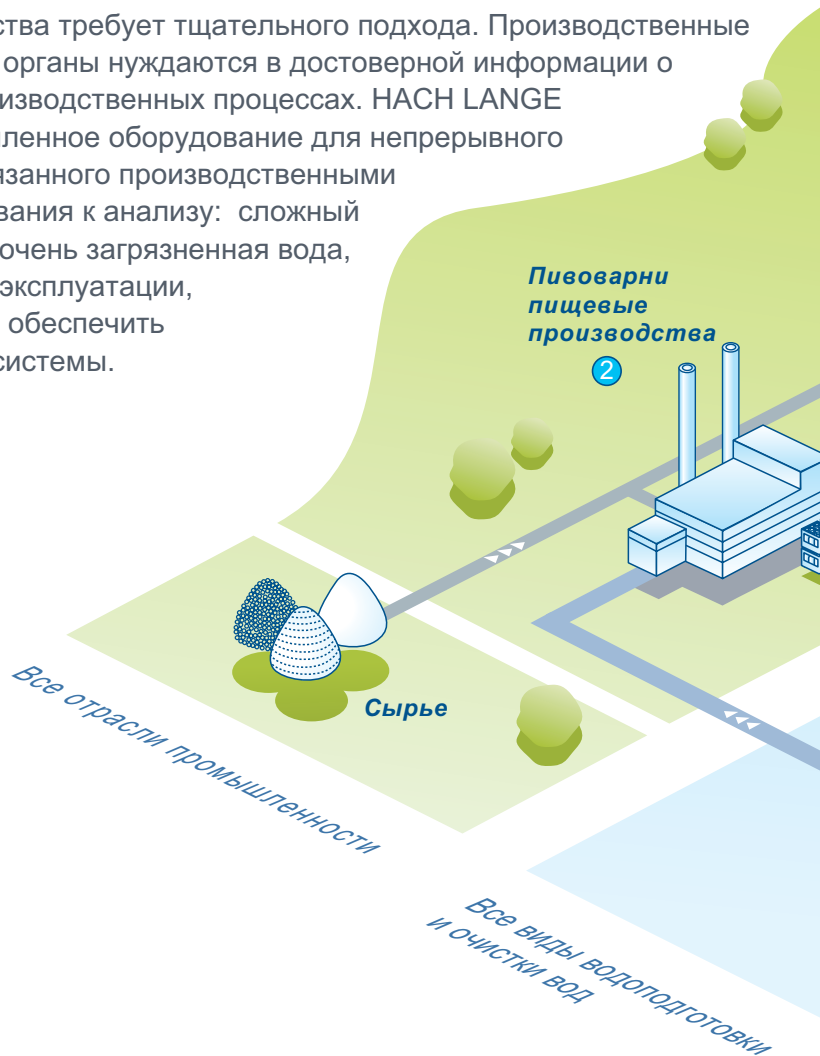 ства требует тщательного подхода. Производственные
органы нуждаются в достоверной информации о
изводственных процессах. HACH LANGE
ленное оборудование для непрерывного
язанного производственными
вания к анализу: сложный
очень загрязненная вода,
эксплуатации,
обеспечить
системы.
Пивоварни
пищевые
производства
2
Сырье
Все отрасли промышленности
Все виды водоподготовки
и очистки вод